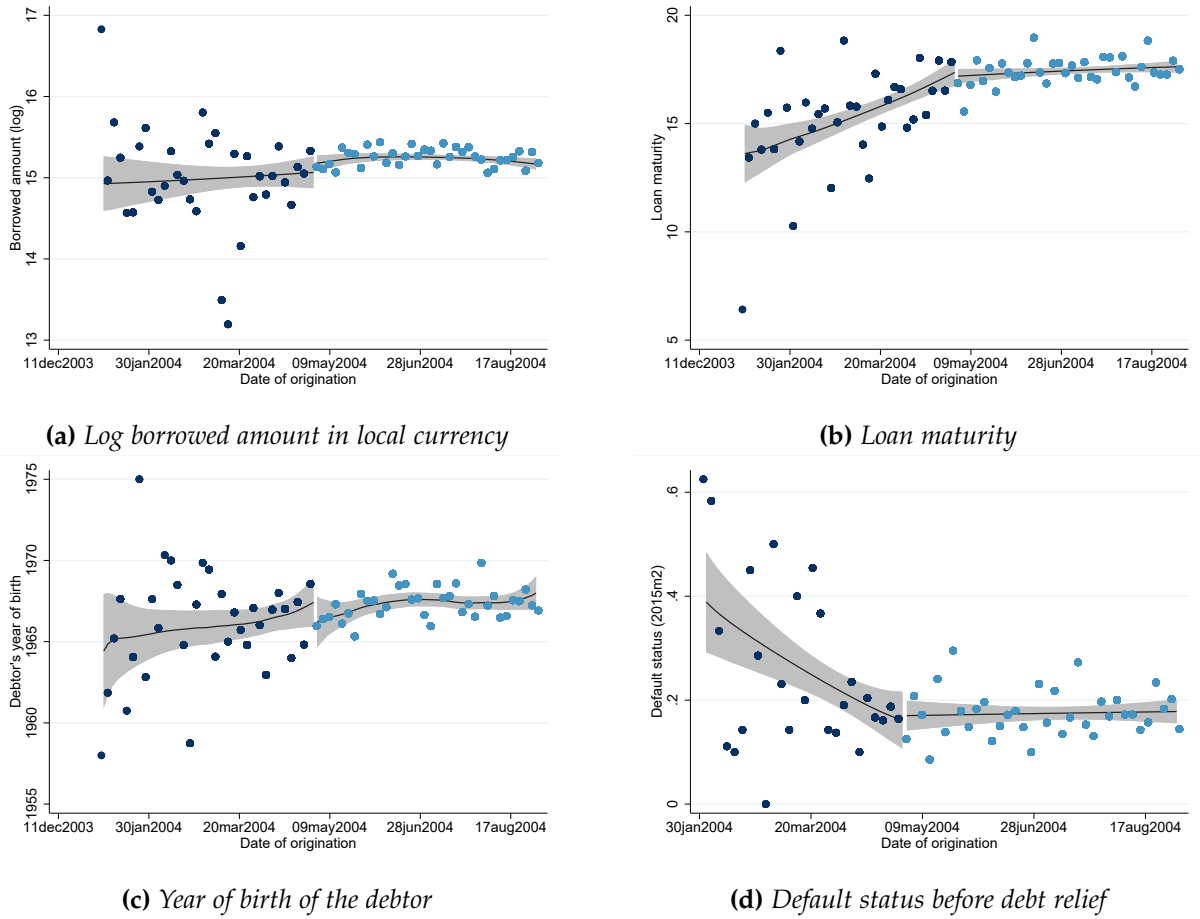 17
16
15
14
13
Borrowed amount (log)
11dec2003 30jan2004 20mar2004 09may2004 28jun2004 17aug2004
Date of origination
(a) Log borrowed amount in local currency
20
15
10
5
Loan maturity
11dec2003 30jan2004 20mar2004 09may2004 28jun2004 17aug2004
Date of origination
(b) Loan maturity
1975
1970
1965
1960
1955
Debtor's year of birth
11dec2003 30jan2004 20mar2004 09may2004 28jun2004 17aug2004
Date of origination
(c) Year of birth of the debtor
.6
.4
.2
0
Default status (2015m2)
30jan2004 20mar2004 09may2004 28jun2004 17aug2004
Date of origination
(d) Default status before debt relief